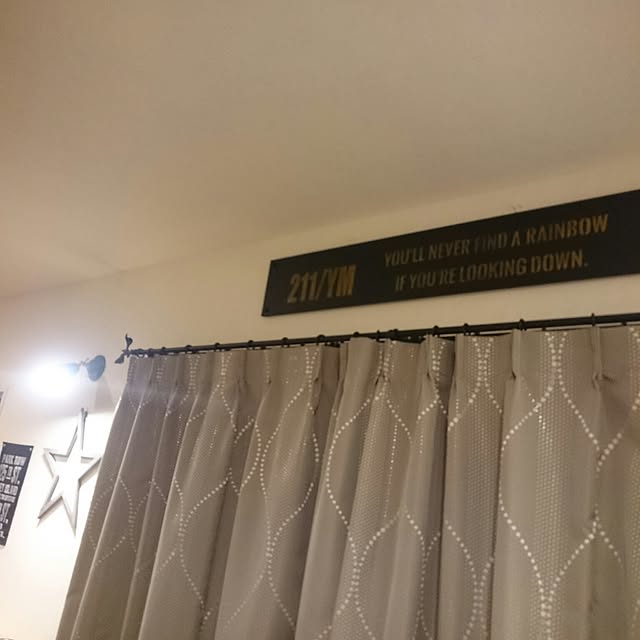 211/YM
YOU'LL NEVER FIND A RAINBOW
IF YOU'RE LOOKING DOWN.